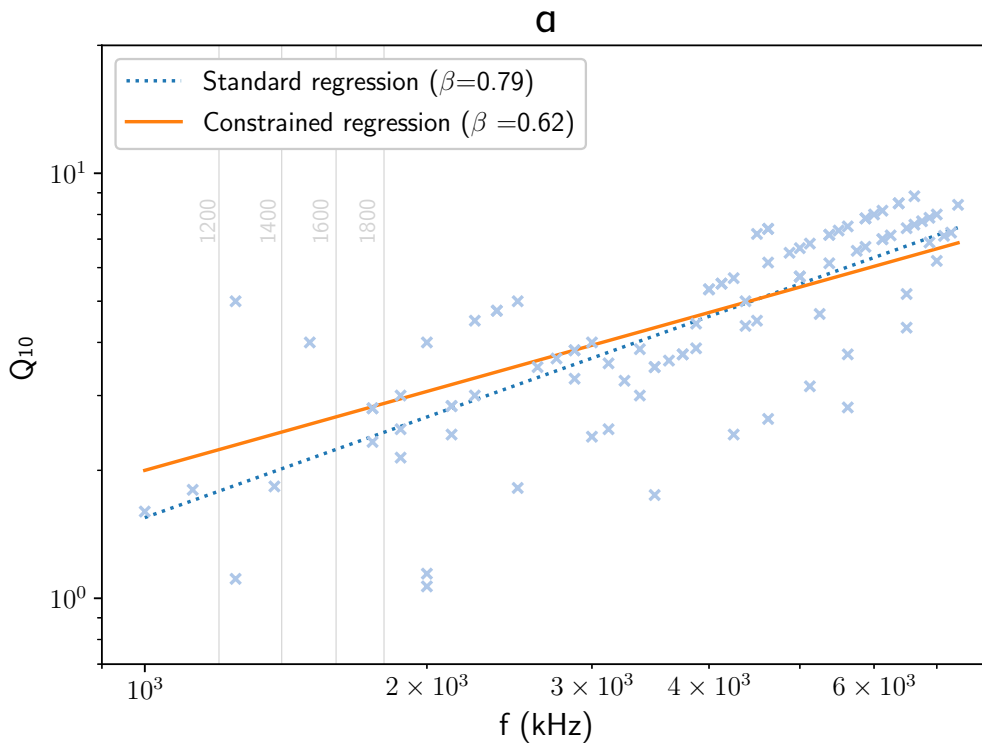 a
Standard regression (β=0.79)
Constrained regression (β =0.62)
1200
1400
1600
1800
10¹
10⁰
Q₁₀
10³
2 × 10³
3 × 10³
4 × 10³
6 × 10³
f (kHz)